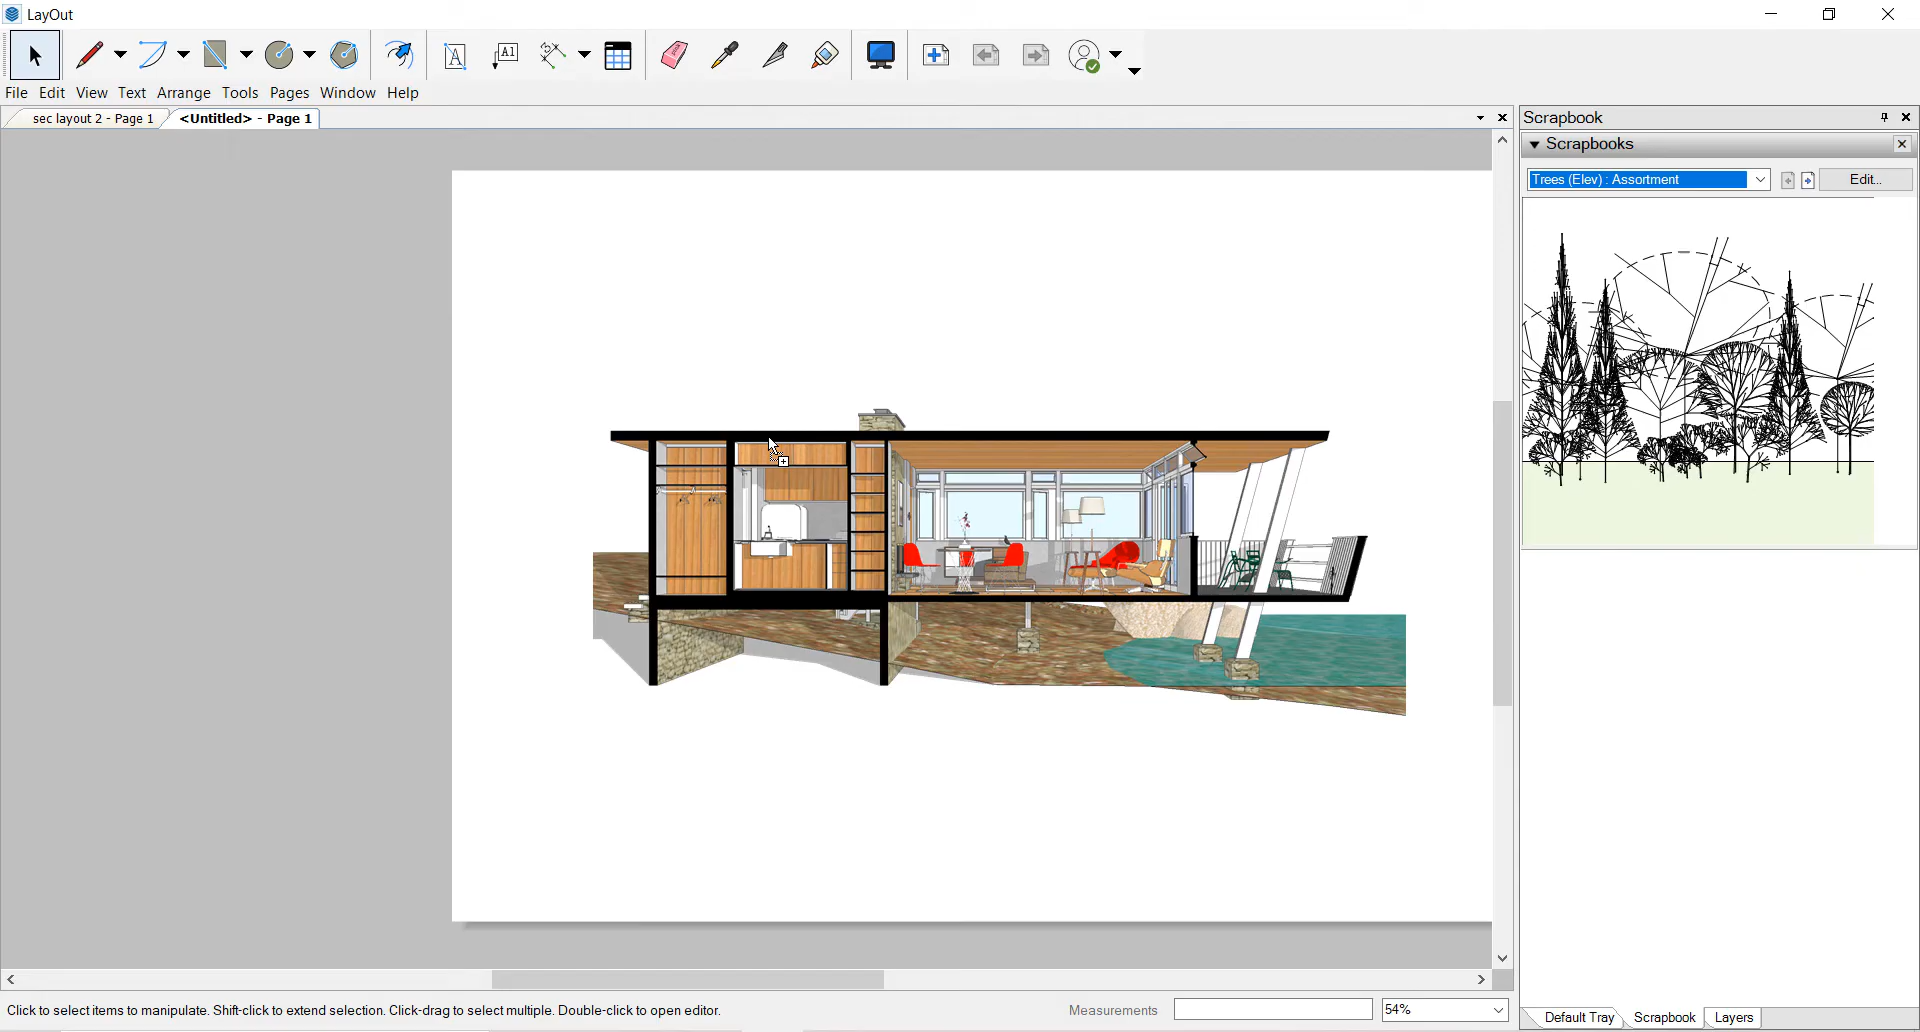 LayOut
A
A1
File Edit View Text Arrange Tools Pages Window Help
sec layout 2 - Page 1
<Untitled> - Page 1
Scrapbook
Scrapbooks
Trees (Elev) : Assortment
Edit...
Click to select items to manipulate. Shift-click to extend selection. Click-drag to select multiple. Double-click to open editor.
Measurements
54%
Default Tray
Scrapbook
Layers